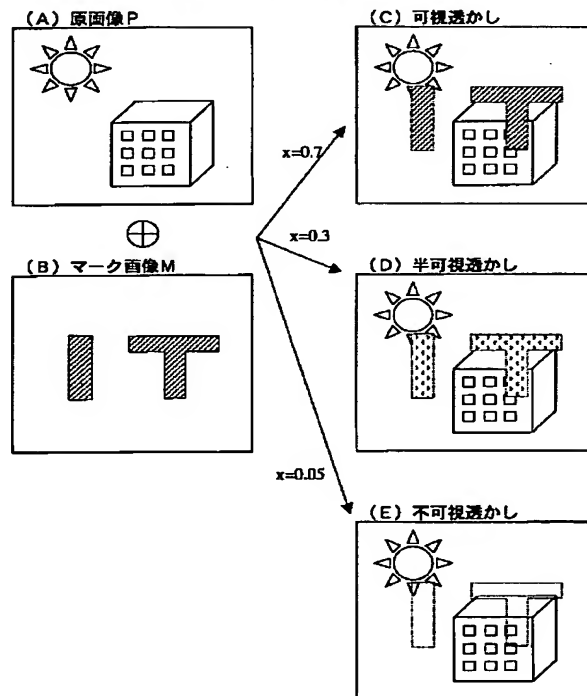 (A) 原画像P
(C) 可視透かし
x=0.7
x=0.3
(B) マーク画像M
(D) 半可視透かし
IT
x=0.05
(E) 不可視透かし